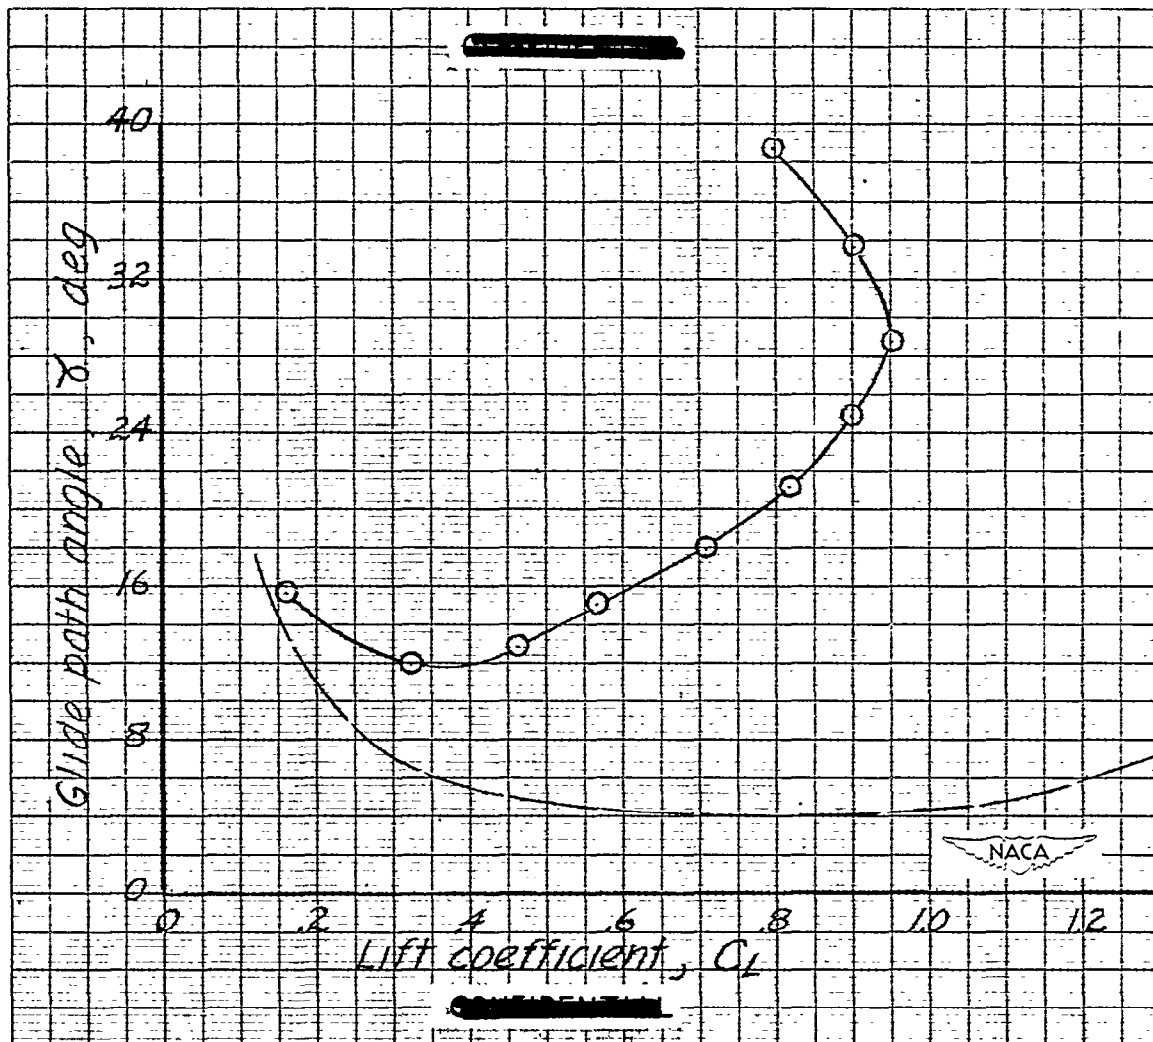 40
32
24
16
8
0
Glide path angle, γ, deg
0 .2 .4 .6 .8 1.0 1.2
Lift coefficient, CL
NACA